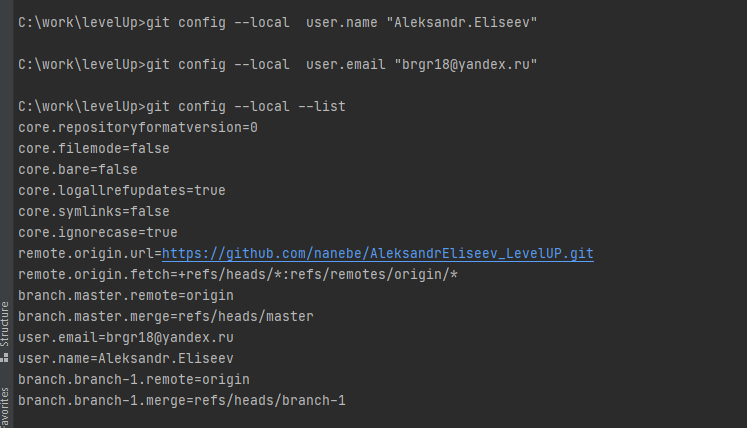 C:\work\levelUp>git config --local  user.name "Aleksandr.Eliseev"
C:\work\levelUp>git config --local  user.email "brgr18@yandex.ru"
C:\work\levelUp>git config --local --list
core.repositoryformatversion=0
core.filemode=false
core.bare=false
core.logallrefupdates=true
core.symlinks=false
core.ignorecase=true
remote.origin.url=https://github.com/nanebe/AleksandrEliseev_LevelUP.git
remote.origin.fetch=+refs/heads/*:refs/remotes/origin/*
branch.master.remote=origin
branch.master.merge=refs/heads/master
user.email=brgr18@yandex.ru
user.name=Aleksandr.Eliseev
branch.branch-1.remote=origin
branch.branch-1.merge=refs/heads/branch-1
Structure
Favorites